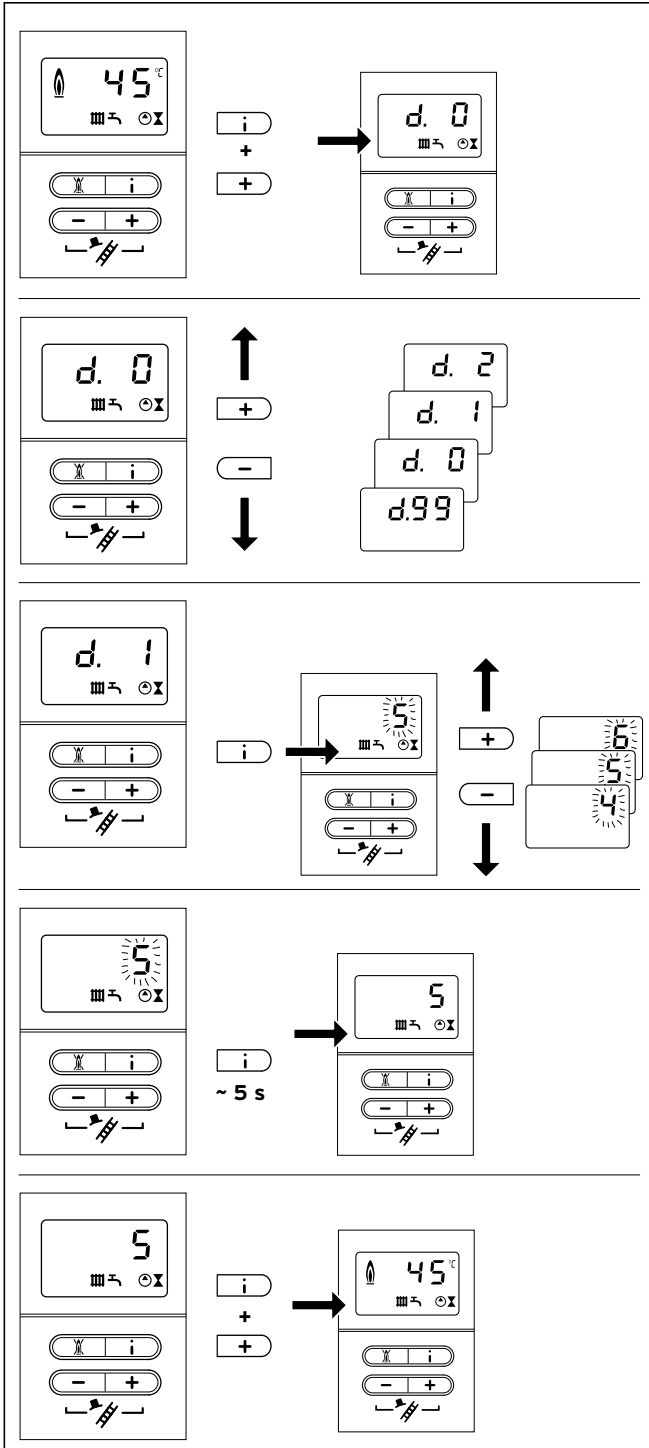 45 °C
i
+
+
d. 0
i
- +
i
- +
d. 0
+
-
d. 2
d. 1
d. 0
d.99
i
- +
d. 1
i
5
+
-
6
5
4
i
- +
i
- +
5
i
~ 5 s
5
i
- +
i
- +
5
i
+
+
45 °C
i
- +
i
- +